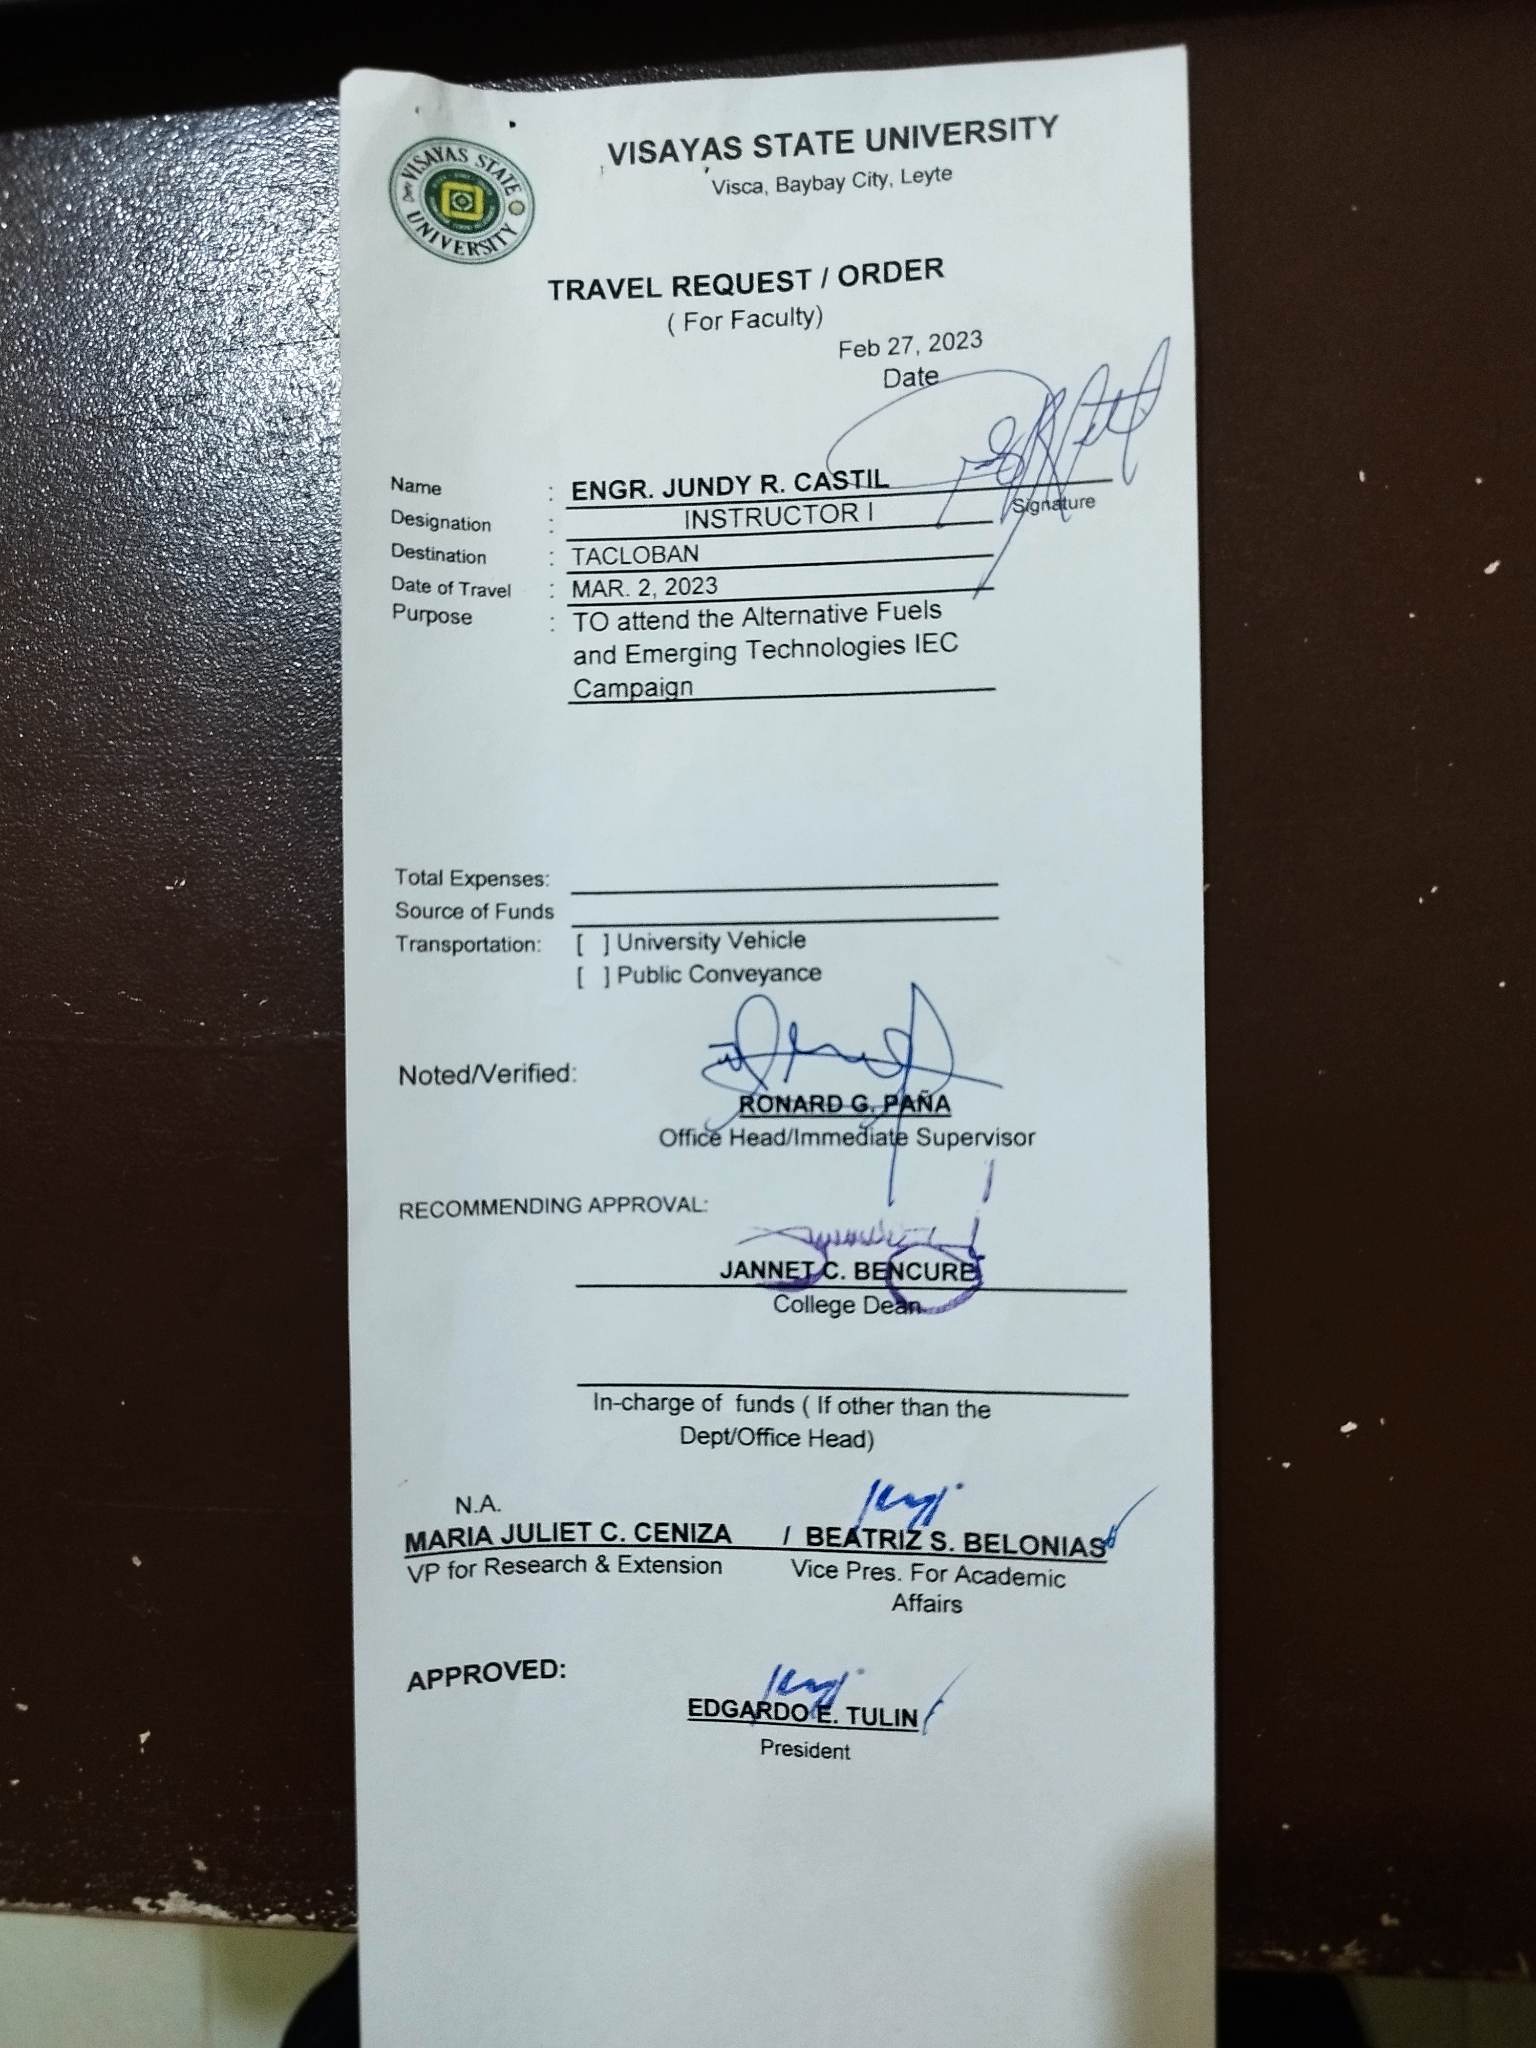 VISAYAS STATE UNIVERSITY
VISAYAS STATE UNIVERSITY
Visca, Baybay City, Leyte
TRAVEL REQUEST / ORDER
( For Faculty)
Feb 27, 2023
Date
Name : ENGR. JUNDY R. CASTIL
Signature
Designation : INSTRUCTOR I
Destination : TACLOBAN
Date of Travel : MAR. 2, 2023
Purpose : TO attend the Alternative Fuels
and Emerging Technologies IEC
Campaign
Total Expenses:
Source of Funds
Transportation: [ ] University Vehicle
[ ] Public Conveyance
Noted/Verified:
RONARD G. PAÑA
Office Head/Immediate Supervisor
RECOMMENDING APPROVAL:
JANNET C. BENCURE
College Dean
In-charge of funds ( If other than the
Dept/Office Head)
N.A.
MARIA JULIET C. CENIZA / BEATRIZ S. BELONIAS
VP for Research & Extension Vice Pres. For Academic
Affairs
APPROVED:
EDGARDO E. TULIN
President